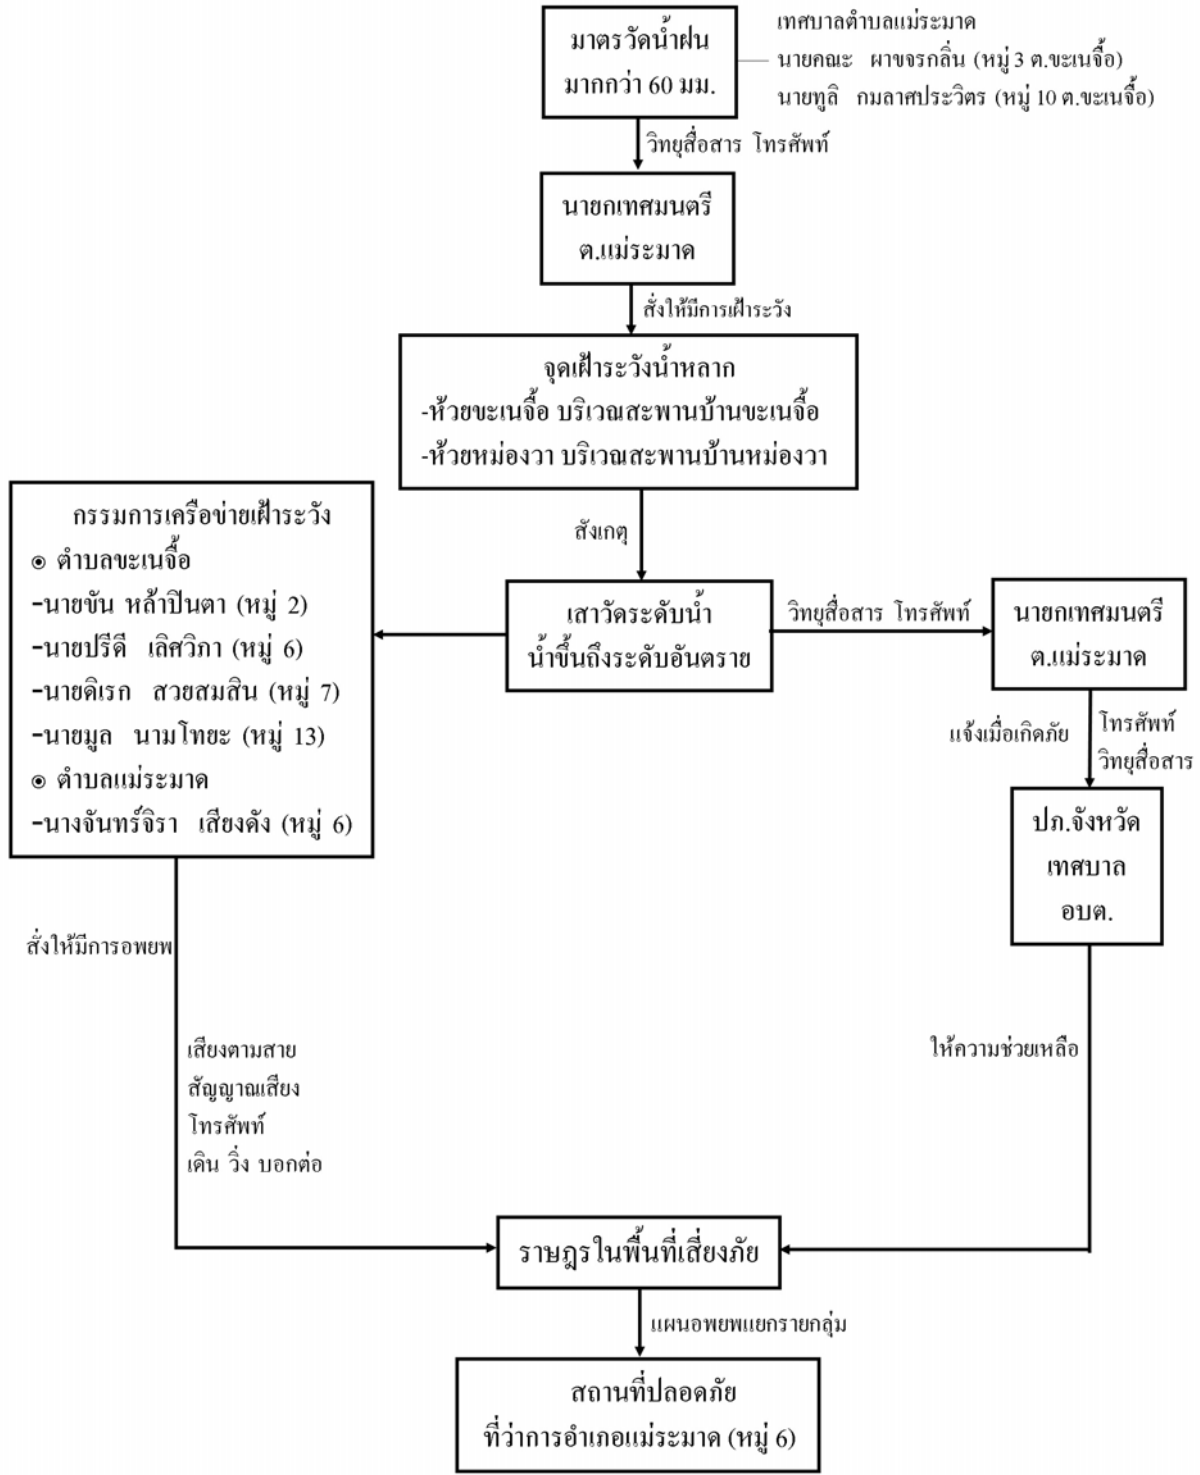 มาตรวัดน้ำฝน
มากกว่า 60 มม.
เทศบาลตำบลแม่ระมาด
นายคณะ ผาขจรกลิ่น (หมู่ 3 ต.ขะเนจื้อ)
นายทูลิ กมลาศประวิตร (หมู่ 10 ต.ขะเนจื้อ)
วิทยุสื่อสาร โทรศัพท์
นายกเทศมนตรี
ต.แม่ระมาด
สั่งให้มีการเฝ้าระวัง
จุดเฝ้าระวังน้ำหลาก
-ห้วยขะเนจื้อ บริเวณสะพานบ้านขะเนจื้อ
-ห้วยหม่องวา บริเวณสะพานบ้านหม่องวา
สังเกตุ
กรรมการเครือข่ายเฝ้าระวัง
๏ ตำบลขะเนจื้อ
-นายขัน หล้าปินตา (หมู่ 2)
-นายปรีดี เลิศวิภา (หมู่ 6)
-นายดิเรก สวยสมสิน (หมู่ 7)
-นายมูล นามโทยะ (หมู่ 13)
๏ ตำบลแม่ระมาด
-นางจันทร์จิรา เสียงดัง (หมู่ 6)
เสาวัดระดับน้ำ
น้ำขึ้นถึงระดับอันตราย
วิทยุสื่อสาร โทรศัพท์
นายกเทศมนตรี
ต.แม่ระมาด
แจ้งเมื่อเกิดภัย
โทรศัพท์
วิทยุสื่อสาร
ปภ.จังหวัด
เทศบาล
อบต.
สั่งให้มีการอพยพ
เสียงตามสาย
สัญญาณเสียง
โทรศัพท์
เดิน วิ่ง บอกต่อ
ให้ความช่วยเหลือ
ราษฎรในพื้นที่เสี่ยงภัย
แผนอพยพแยกรายกลุ่ม
สถานที่ปลอดภัย
ที่ว่าการอำเภอแม่ระมาด (หมู่ 6)